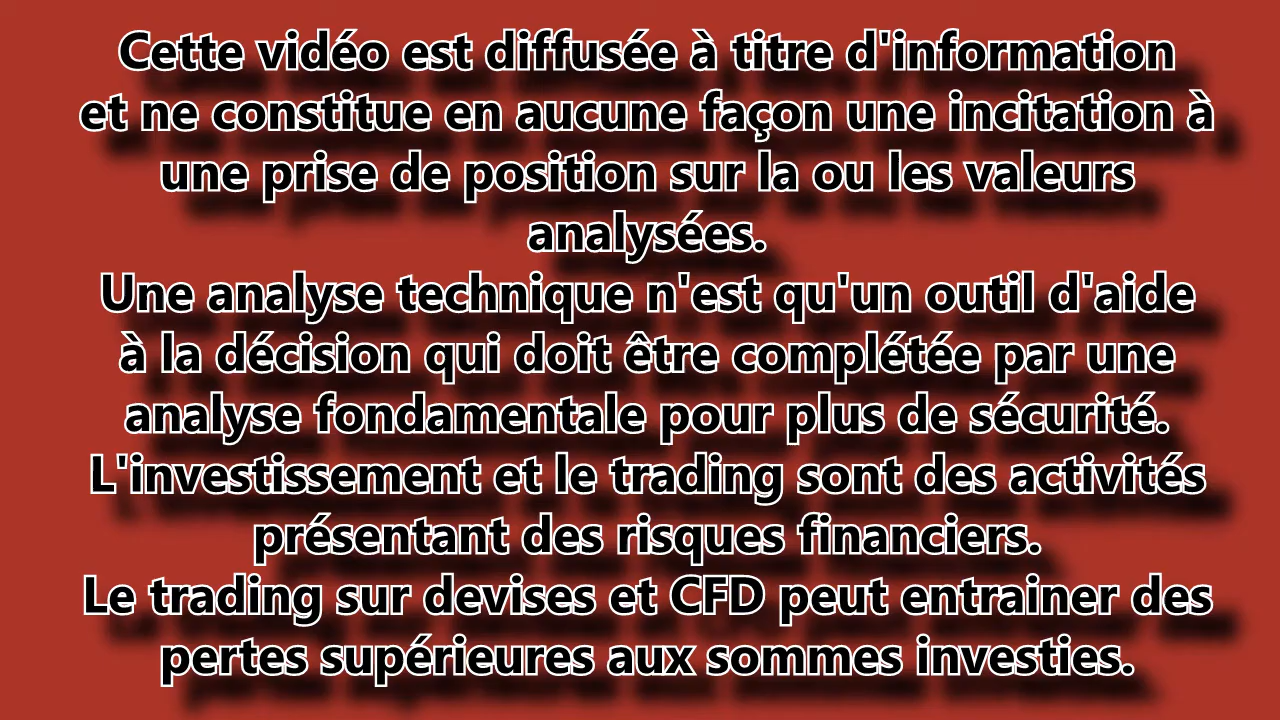 Cette vidéo est diffusée à titre d'information
et ne constitue en aucune façon une incitation à
une prise de position sur la ou les valeurs
analysées.
Une analyse technique n'est qu'un outil d'aide
à la décision qui doit être complétée par une
analyse fondamentale pour plus de sécurité.
L'investissement et le trading sont des activités
présentant des risques financiers.
Le trading sur devises et CFD peut entrainer des
pertes supérieures aux sommes investies.